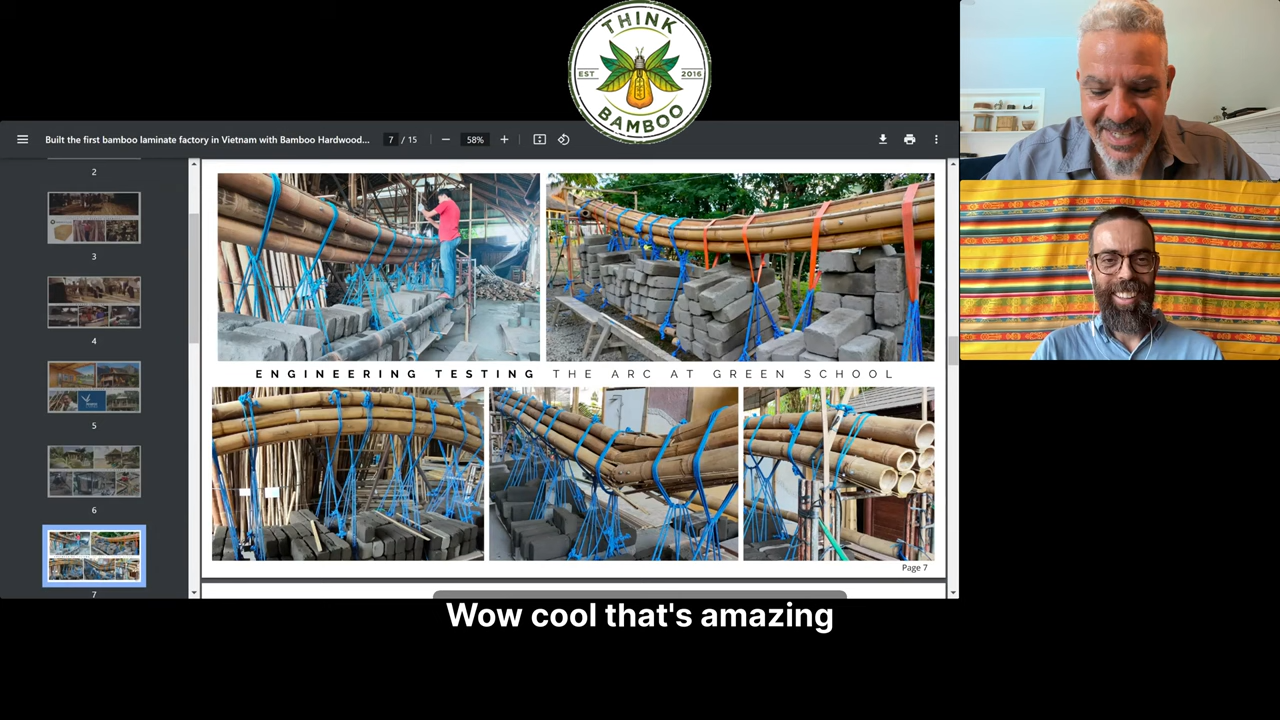 THINK
EST 2016
BAMBOO
Built the first bamboo laminate factory in Vietnam with Bamboo Hardwood...
7 / 15
58%
2
3
4
5
6
7
ENGINEERING TESTING THE ARC AT GREEN SCHOOL
Page 7
Wow cool that's amazing